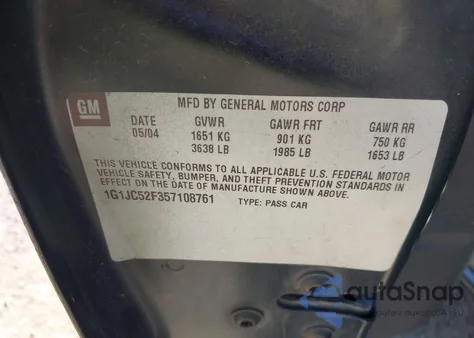 GM
MFD BY GENERAL MOTORS CORP
DATE GVWR GAWR FRT GAWR RR
05/04 1651 KG 901 KG 750 KG
3638 LB 1985 LB 1653 LB
THIS VEHICLE CONFORMS TO ALL APPLICABLE U.S. FEDERAL MOTOR
VEHICLE SAFETY, BUMPER, AND THEFT PREVENTION STANDARDS IN
EFFECT ON THE DATE OF MANUFACTURE SHOWN ABOVE.
1G1JC52F357108761 TYPE: PASS CAR
autoSnap